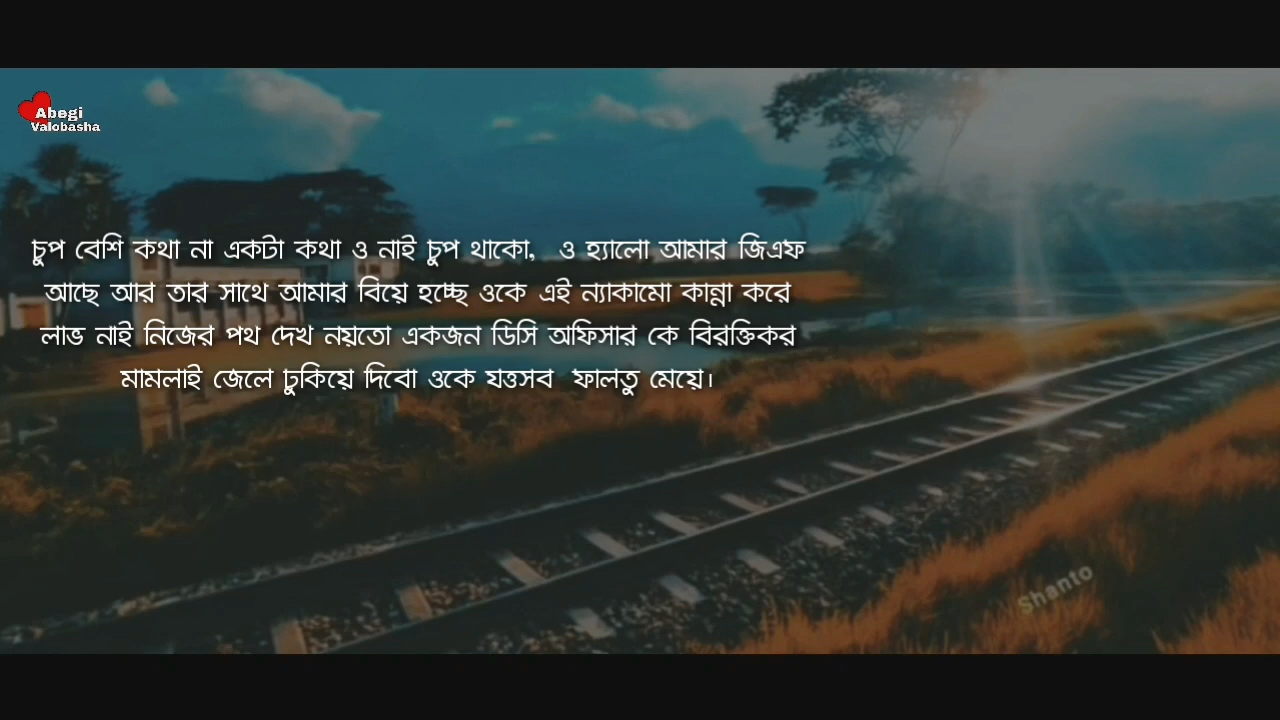 Abegi
Valobasha
চুপ বেশি কথা না একটা কথা ও নাই চুপ থাকো, ও হ্যালো আমার জিএফ
আছে আর তার সাথে আমার বিয়ে হচ্ছে ওকে এই ন্যাকামো কান্না করে
লাভ নাই নিজের পথ দেখ নয়তো একজন ডিসি অফিসার কে বিরক্তিকর
মামলাই জেলে ঢুকিয়ে দিবো ওকে যত্তসব ফালতু মেয়ে।
Shanto